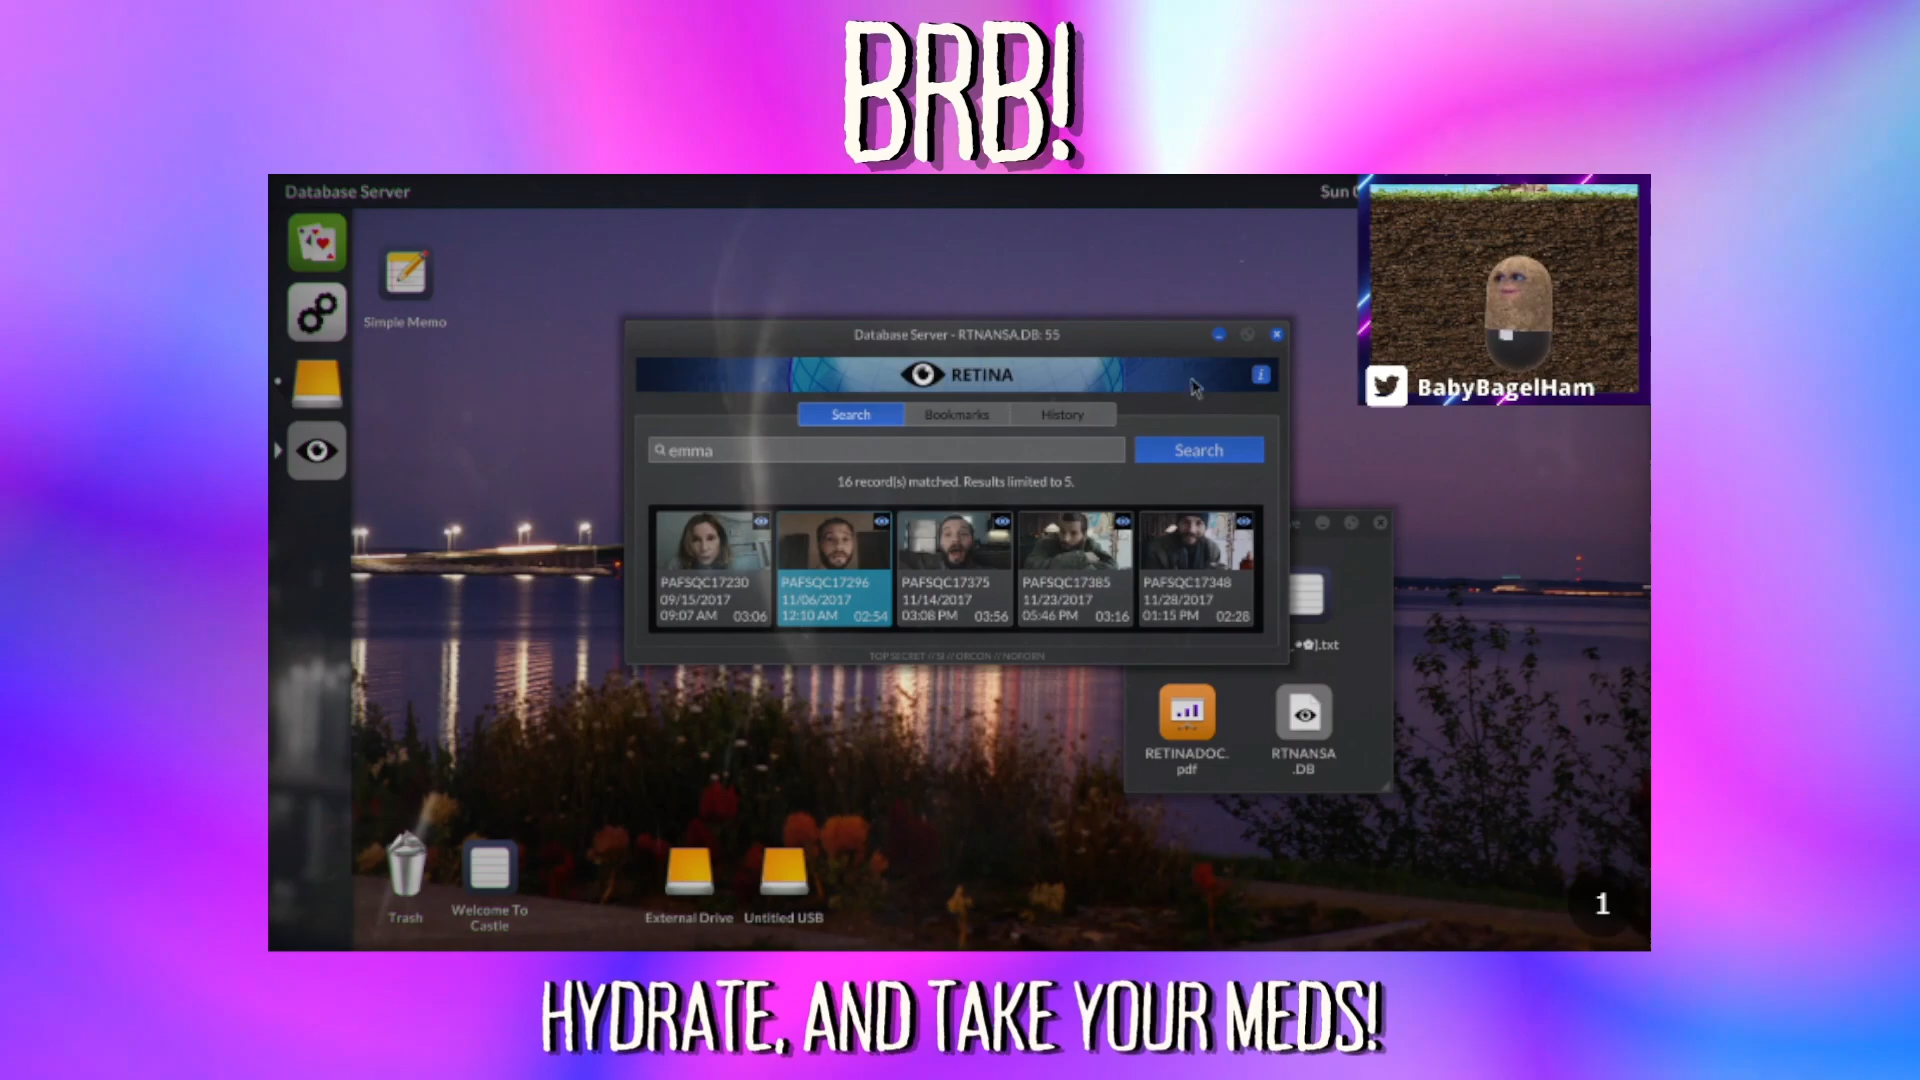 BRB!
Database Server
Sun
BabyBagelHam
Simple Memo
Database Server - RTNANSA.DB: 55
RETINA
i
Search
Bookmarks
History
emma
Search
16 record(s) matched. Results limited to 5.
PAFSQC17230
09/15/2017
09:07 AM 03:06
PAFSQC17296
11/06/2017
12:10 AM 02:54
PAFSQC17375
11/14/2017
03:08 PM 03:56
PAFSQC17385
11/23/2017
05:46 PM 03:16
PAFSQC17348
11/28/2017
01:15 PM 02:28
TOP SECRET // SI // ORCON // NOFORN
].txt
RETINADOC.
pdf
RTNANSA
.DB
Trash
Welcome To
Castle
External Drive
Untitled USB
1
HYDRATE, AND TAKE YOUR MEDS!